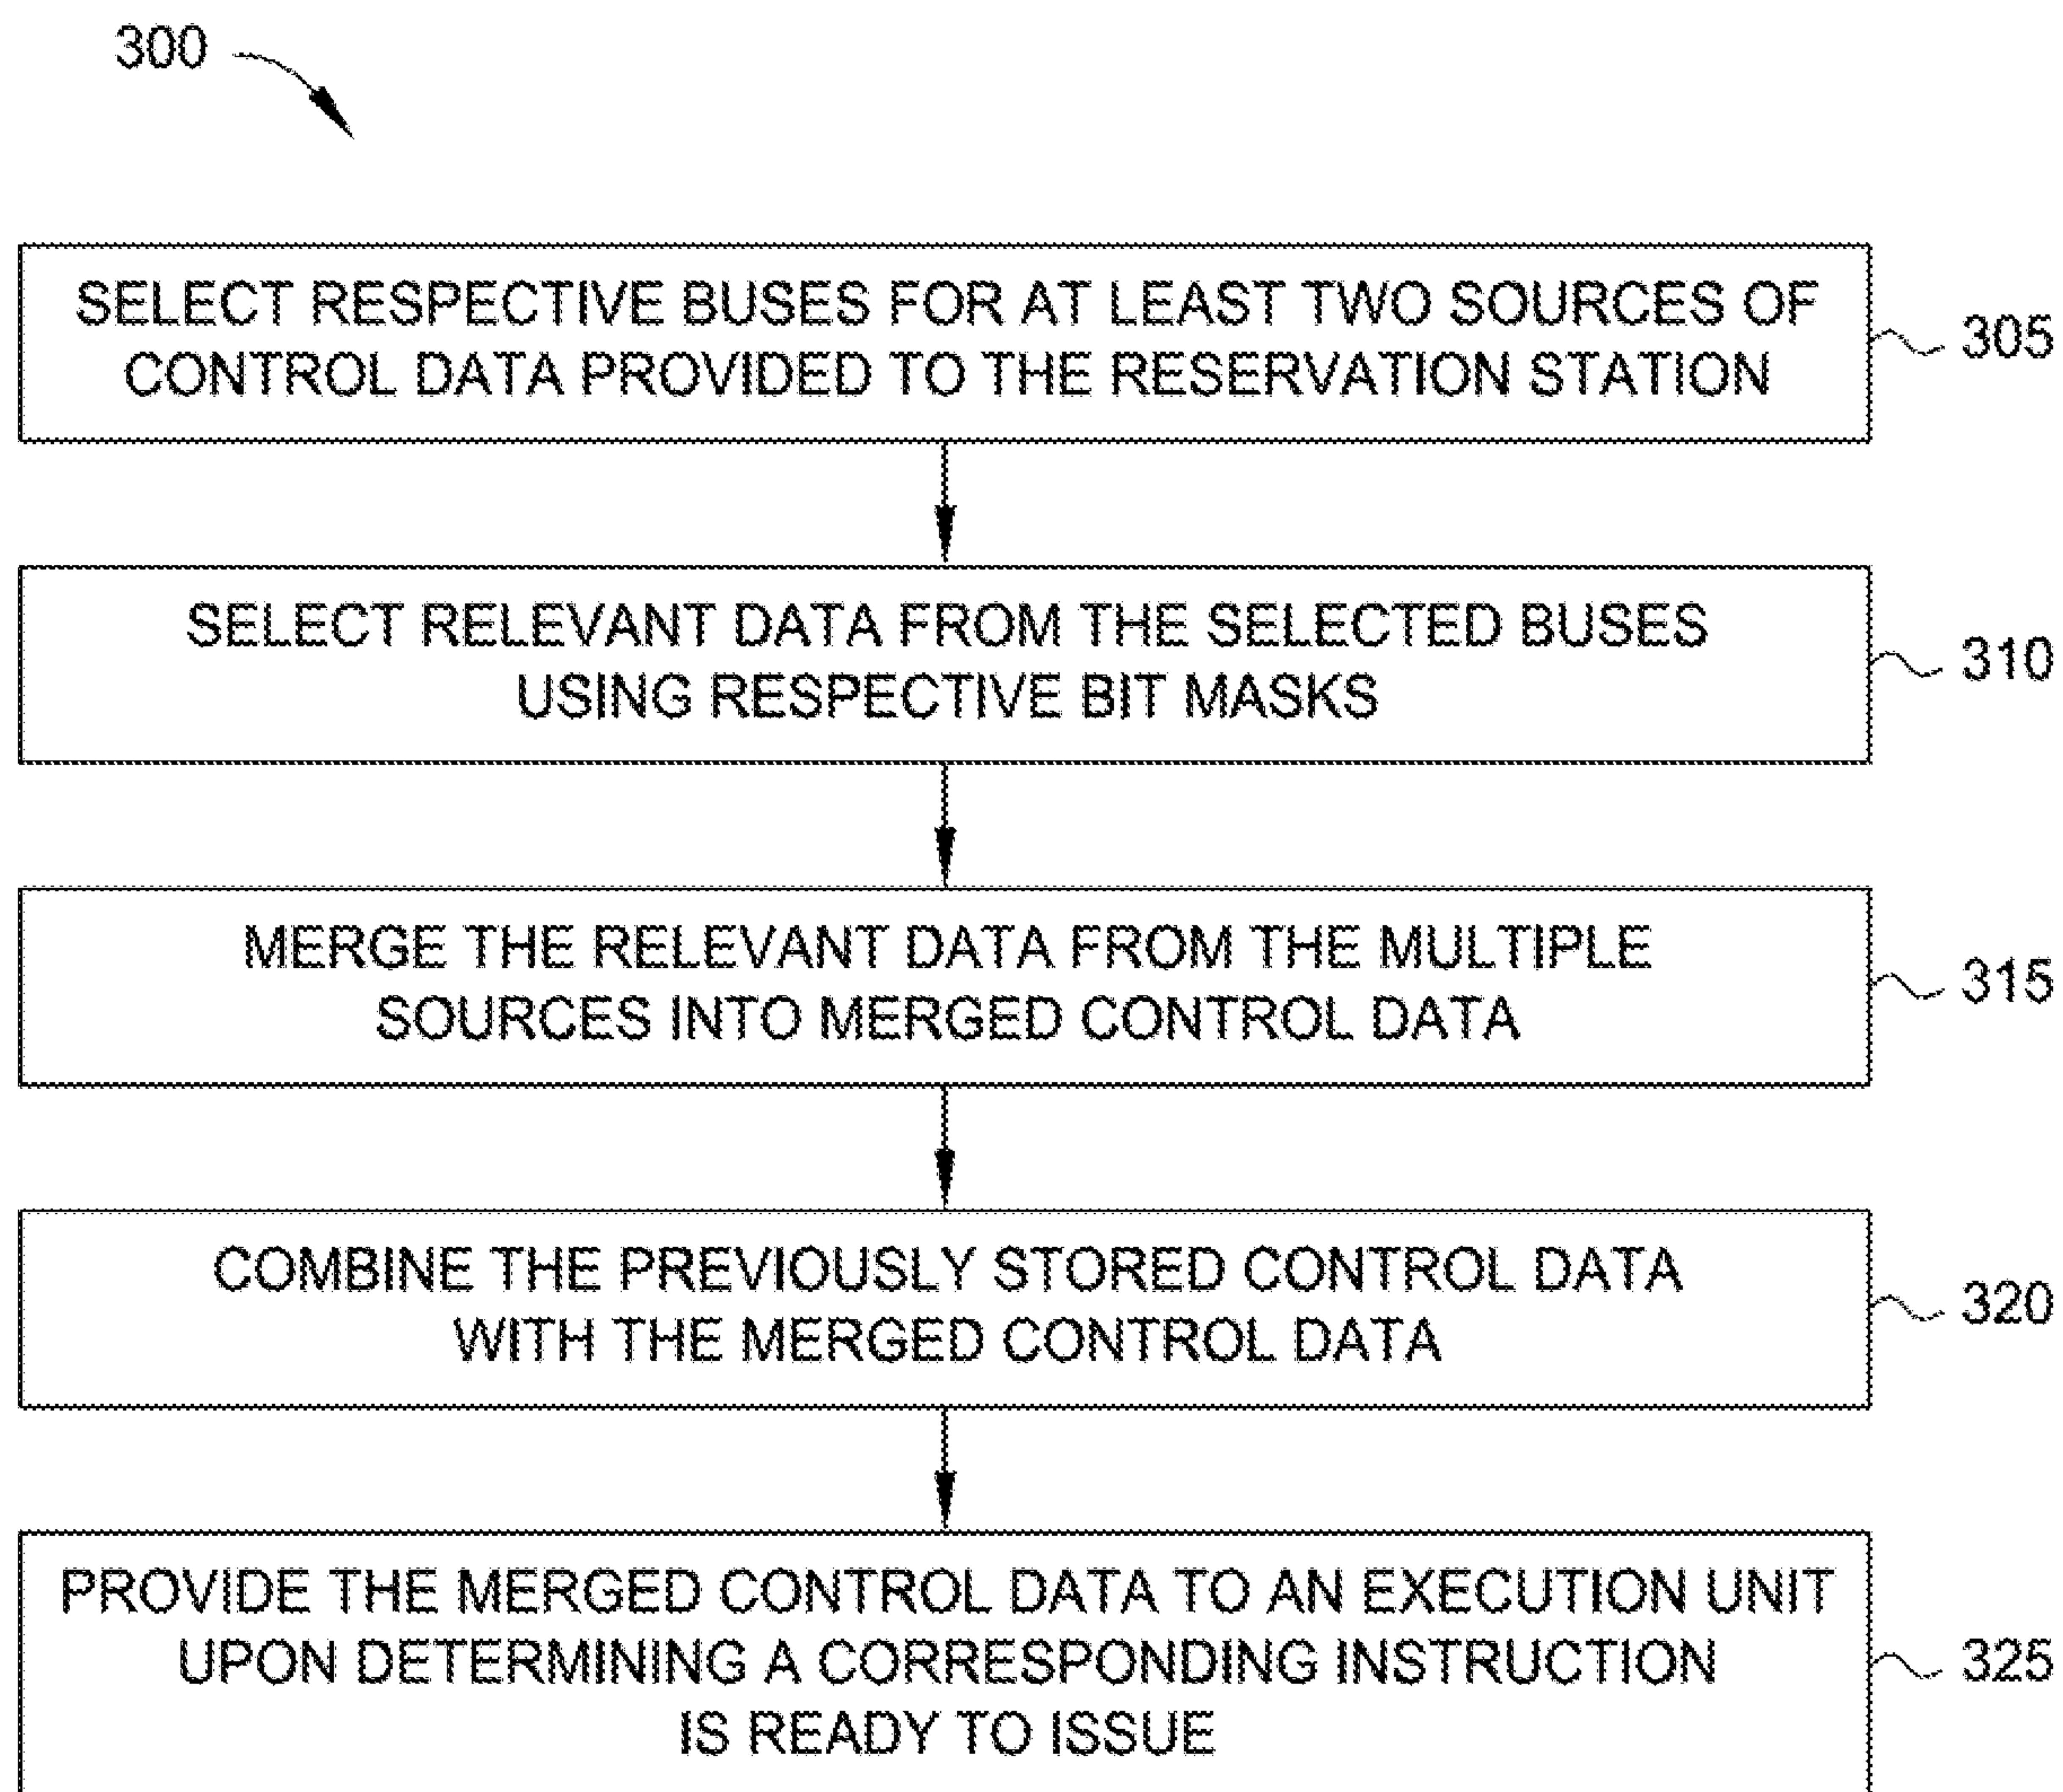 300
SELECT RESPECTIVE BUSES FOR AT LEAST TWO SOURCES OF
CONTROL DATA PROVIDED TO THE RESERVATION STATION
305
SELECT RELEVANT DATA FROM THE SELECTED BUSES
USING RESPECTIVE BIT MASKS
310
MERGE THE RELEVANT DATA FROM THE MULTIPLE
SOURCES INTO MERGED CONTROL DATA
315
COMBINE THE PREVIOUSLY STORED CONTROL DATA
WITH THE MERGED CONTROL DATA
320
PROVIDE THE MERGED CONTROL DATA TO AN EXECUTION UNIT
UPON DETERMINING A CORRESPONDING INSTRUCTION
IS READY TO ISSUE
325